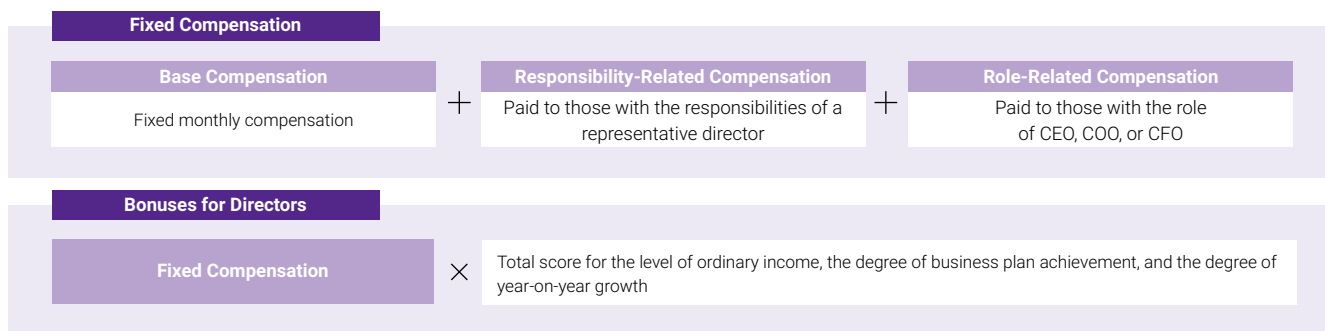 Fixed Compensation
Base Compensation
Fixed monthly compensation
+
Responsibility-Related Compensation
Paid to those with the responsibilities of a
representative director
+
Role-Related Compensation
Paid to those with the role
of CEO, COO, or CFO
Bonuses for Directors
Fixed Compensation
×
Total score for the level of ordinary income, the degree of business plan achievement, and the degree of
year-on-year growth